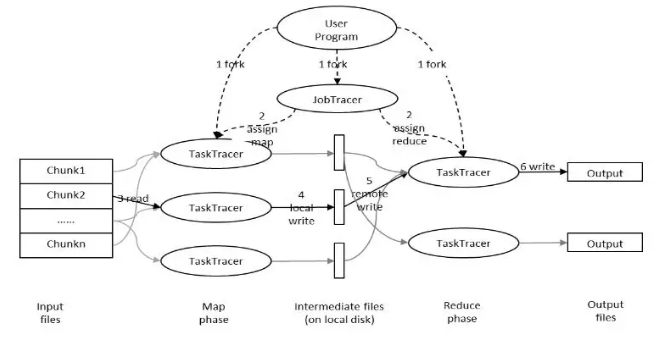 User
Program
1 fork
1 fork
1 fork
JobTracer
2
assign
map
2
assign
reduce
TaskTracer
Chunk1
Chunk2
......
Chunkn
3 read
TaskTracer
4
local
write
5
remote
write
TaskTracer
6 write
Output
TaskTracer
TaskTracer
Output
Input
files
Map
phase
Intermediate files
(on local disk)
Reduce
phase
Output
files